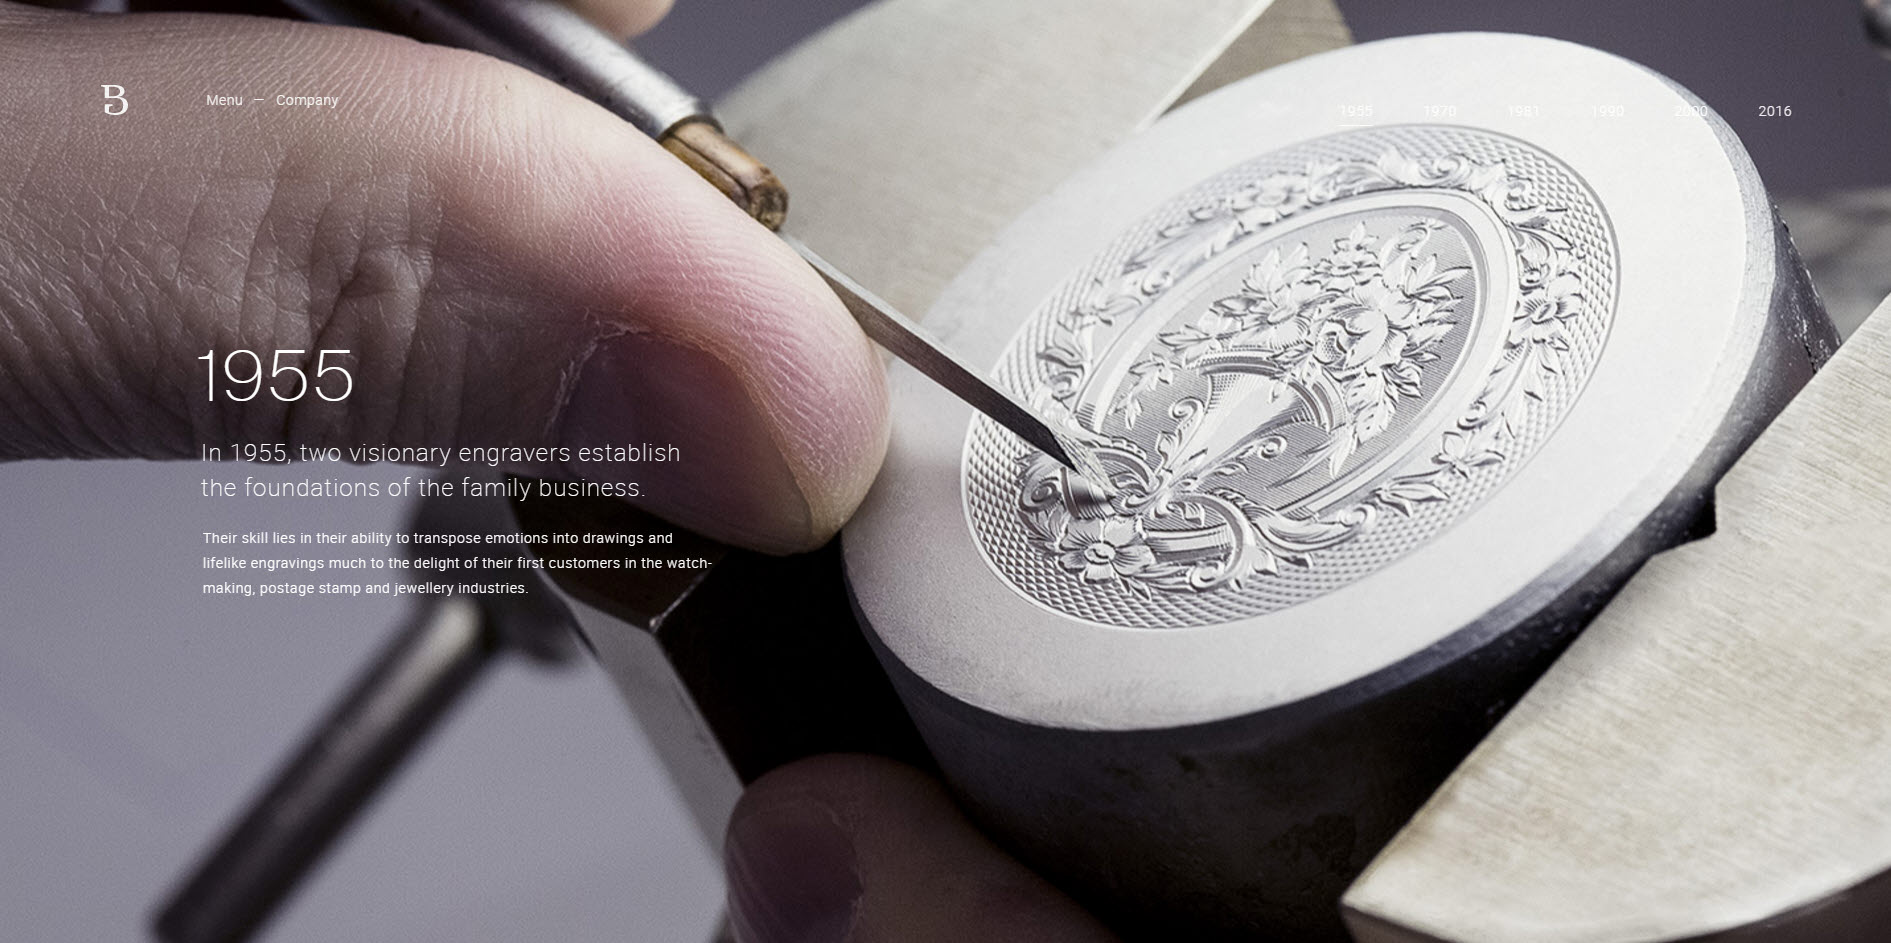 B
Menu — Company
1955 1970 1981 1990 2000 2016
1955
In 1955, two visionary engravers establish
the foundations of the family business.
Their skill lies in their ability to transpose emotions into drawings and
lifelike engravings much to the delight of their first customers in the watch-
making, postage stamp and jewellery industries.